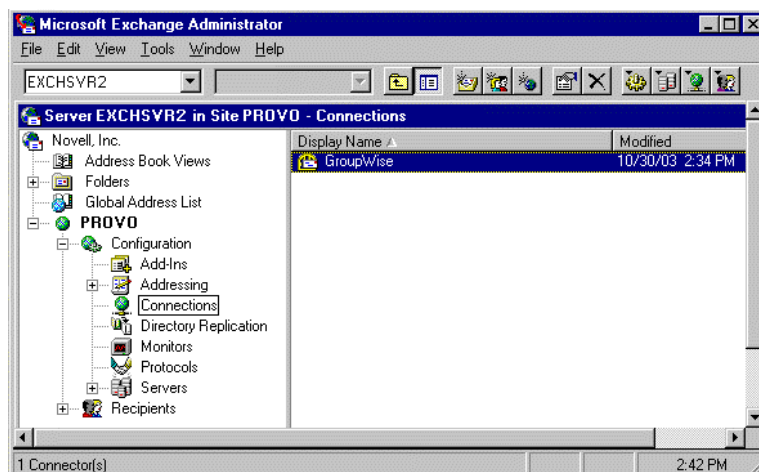 Microsoft Exchange Administrator
File Edit View Tools Window Help
EXCHSVR2
Server EXCHSVR2 in Site PROVO - Connections
Novell, Inc.
Address Book Views
Folders
Global Address List
PROVO
Configuration
Add-Ins
Addressing
Connections
Directory Replication
Monitors
Protocols
Servers
Recipients
Display Name Modified
GroupWise 10/30/03 2:34 PM
1 Connector(s) 2:42 PM